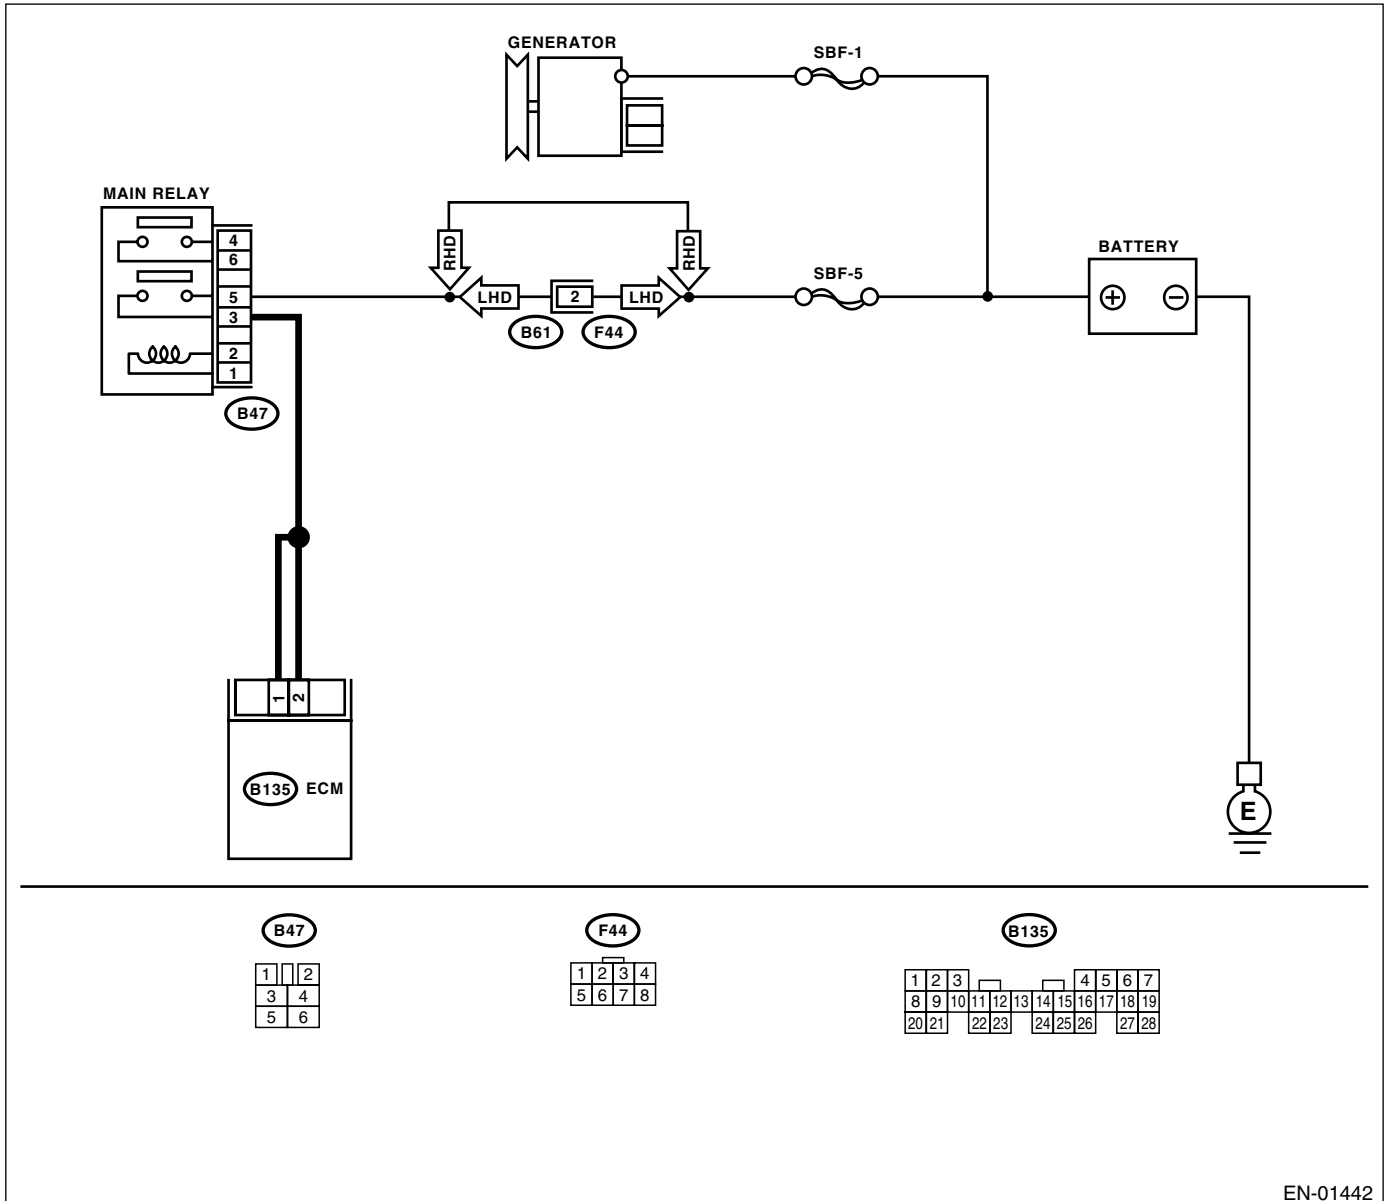 GENERATOR
SBF-1
MAIN RELAY
4
6
5
3
2
1
B47
RHD
RHD
LHD
2
LHD
B61
F44
SBF-5
BATTERY
+
−
1
2
B135 ECM
E
B47
1 2
3 4
5 6
F44
1 2 3 4
5 6 7 8
B135
1 2 3 4 5 6 7
8 9 10 11 12 13 14 15 16 17 18 19
20 21 22 23 24 25 26 27 28
EN-01442